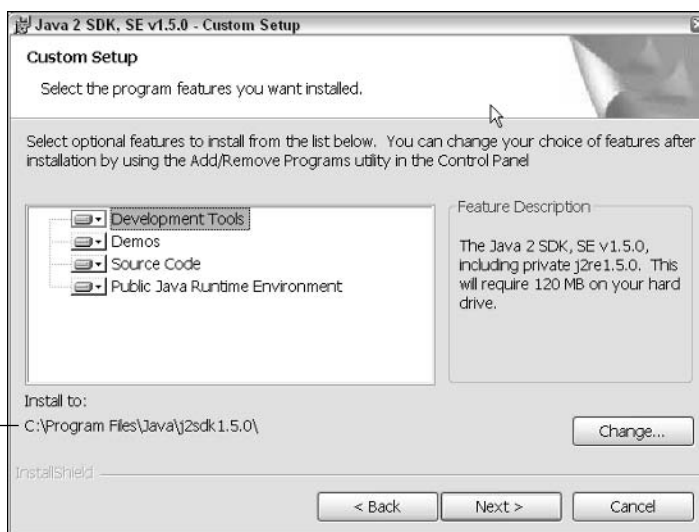 Java 2 SDK, SE v1.5.0 - Custom Setup
Custom Setup
Select the program features you want installed.
Select optional features to install from the list below. You can change your choice of features after
installation by using the Add/Remove Programs utility in the Control Panel
Development Tools
Demos
Source Code
Public Java Runtime Environment
Feature Description
The Java 2 SDK, SE v1.5.0,
including private j2re1.5.0. This
will require 120 MB on your hard
drive.
Install to:
C:\Program Files\Java\j2sdk1.5.0\
Change...
InstallShield
< Back
Next >
Cancel